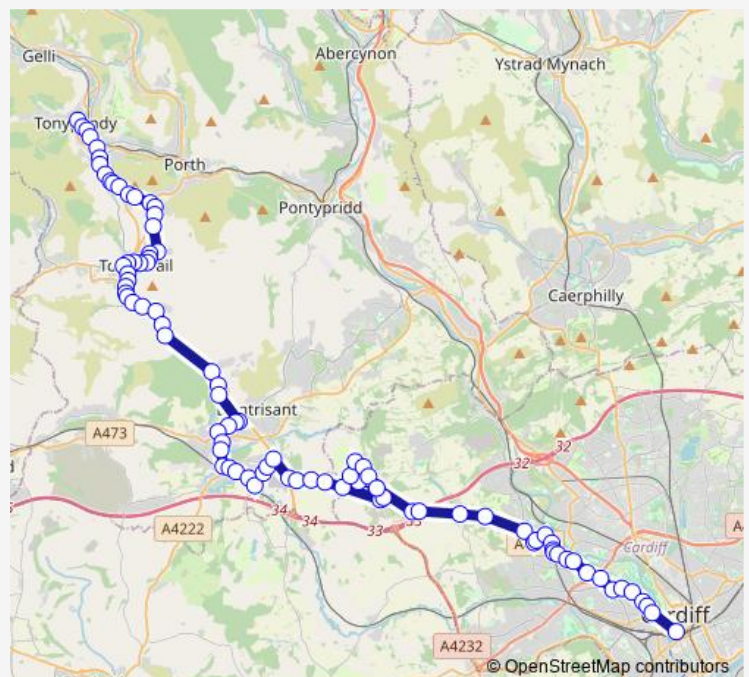 Gelli
Abercynon
Ystrad Mynach
Porth
Pontypridd
Caerphilly
A473
32
32
A4222
34
34
33
Cardiff
A4232
© OpenStreetMap contributors